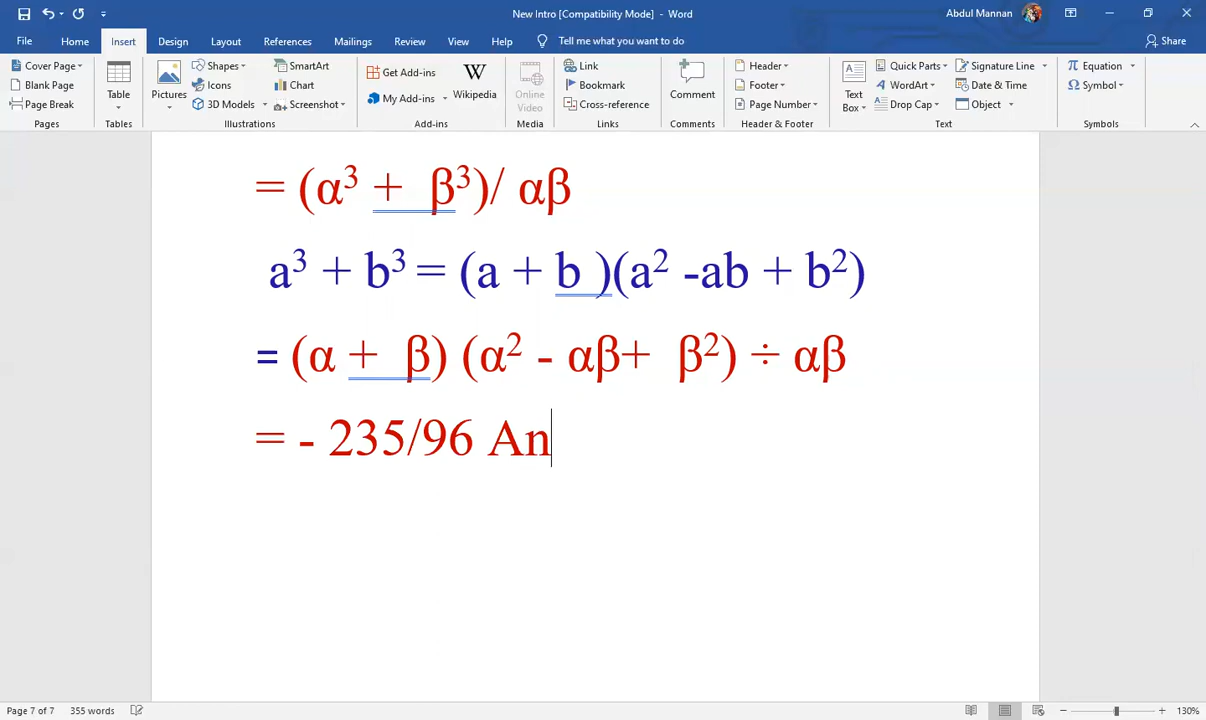 New Intro [Compatibility Mode] - Word
Abdul Mannan
File Home Insert Design Layout References Mailings Review View Help Tell me what you want to do
Share
Cover Page
Blank Page
Page Break
Pages
Table
Tables
Pictures
Shapes
Icons
3D Models
SmartArt
Chart
Screenshot
Illustrations
Get Add-ins
My Add-ins
Wikipedia
Add-ins
Online
Video
Media
Link
Bookmark
Cross-reference
Links
Comment
Comments
Header
Footer
Page Number
Header & Footer
Text
Box
Quick Parts
WordArt
Drop Cap
Signature Line
Date & Time
Object
Text
Equation
Symbol
Symbols
= (α³ + β³)/ αβ
a³ + b³ = (a + b )(a² -ab + b²)
= (α + β) (α² - αβ+ β²) ÷ αβ
= - 235/96 An
Page 7 of 7 355 words
130%